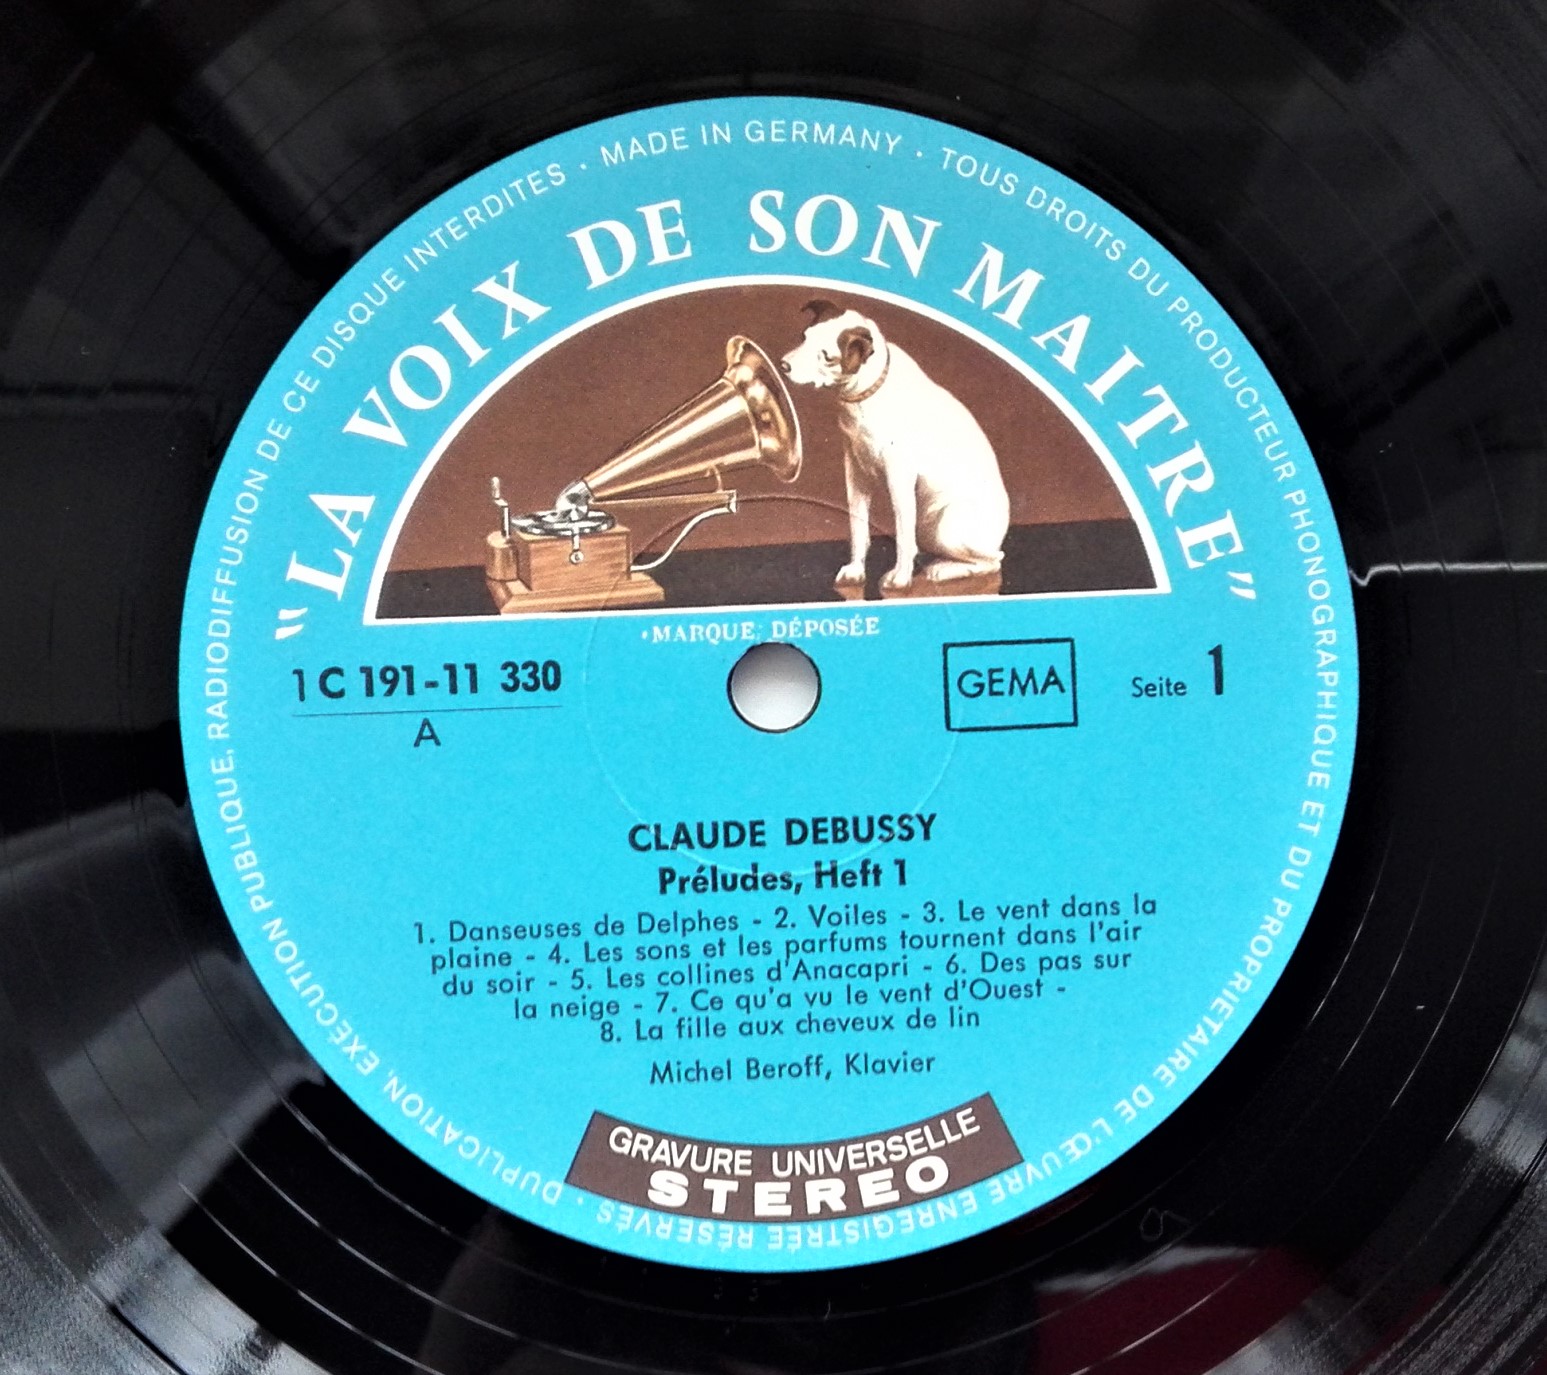 DUPLICATION, EXÉCUTION PUBLIQUE, RADIODIFFUSION DE CE DISQUE INTERDITES · MADE IN GERMANY · TOUS DROITS DU PRODUCTEUR PHONOGRAPHIQUE ET DU PROPRIÉTAIRE DE L'ŒUVRE ENREGISTRÉE RÉSERVÉS ·
"LA VOIX DE SON MAITRE"
·MARQUE DÉPOSÉE
1 C 191-11 330
A
GEMA
Seite 1
CLAUDE DEBUSSY
Préludes, Heft 1
1. Danseuses de Delphes - 2. Voiles - 3. Le vent dans la
plaine - 4. Les sons et les parfums tournent dans l'air
du soir - 5. Les collines d'Anacapri - 6. Des pas sur
la neige - 7. Ce qu'a vu le vent d'Ouest -
8. La fille aux cheveux de lin
Michel Beroff, Klavier
GRAVURE UNIVERSELLE
STEREO